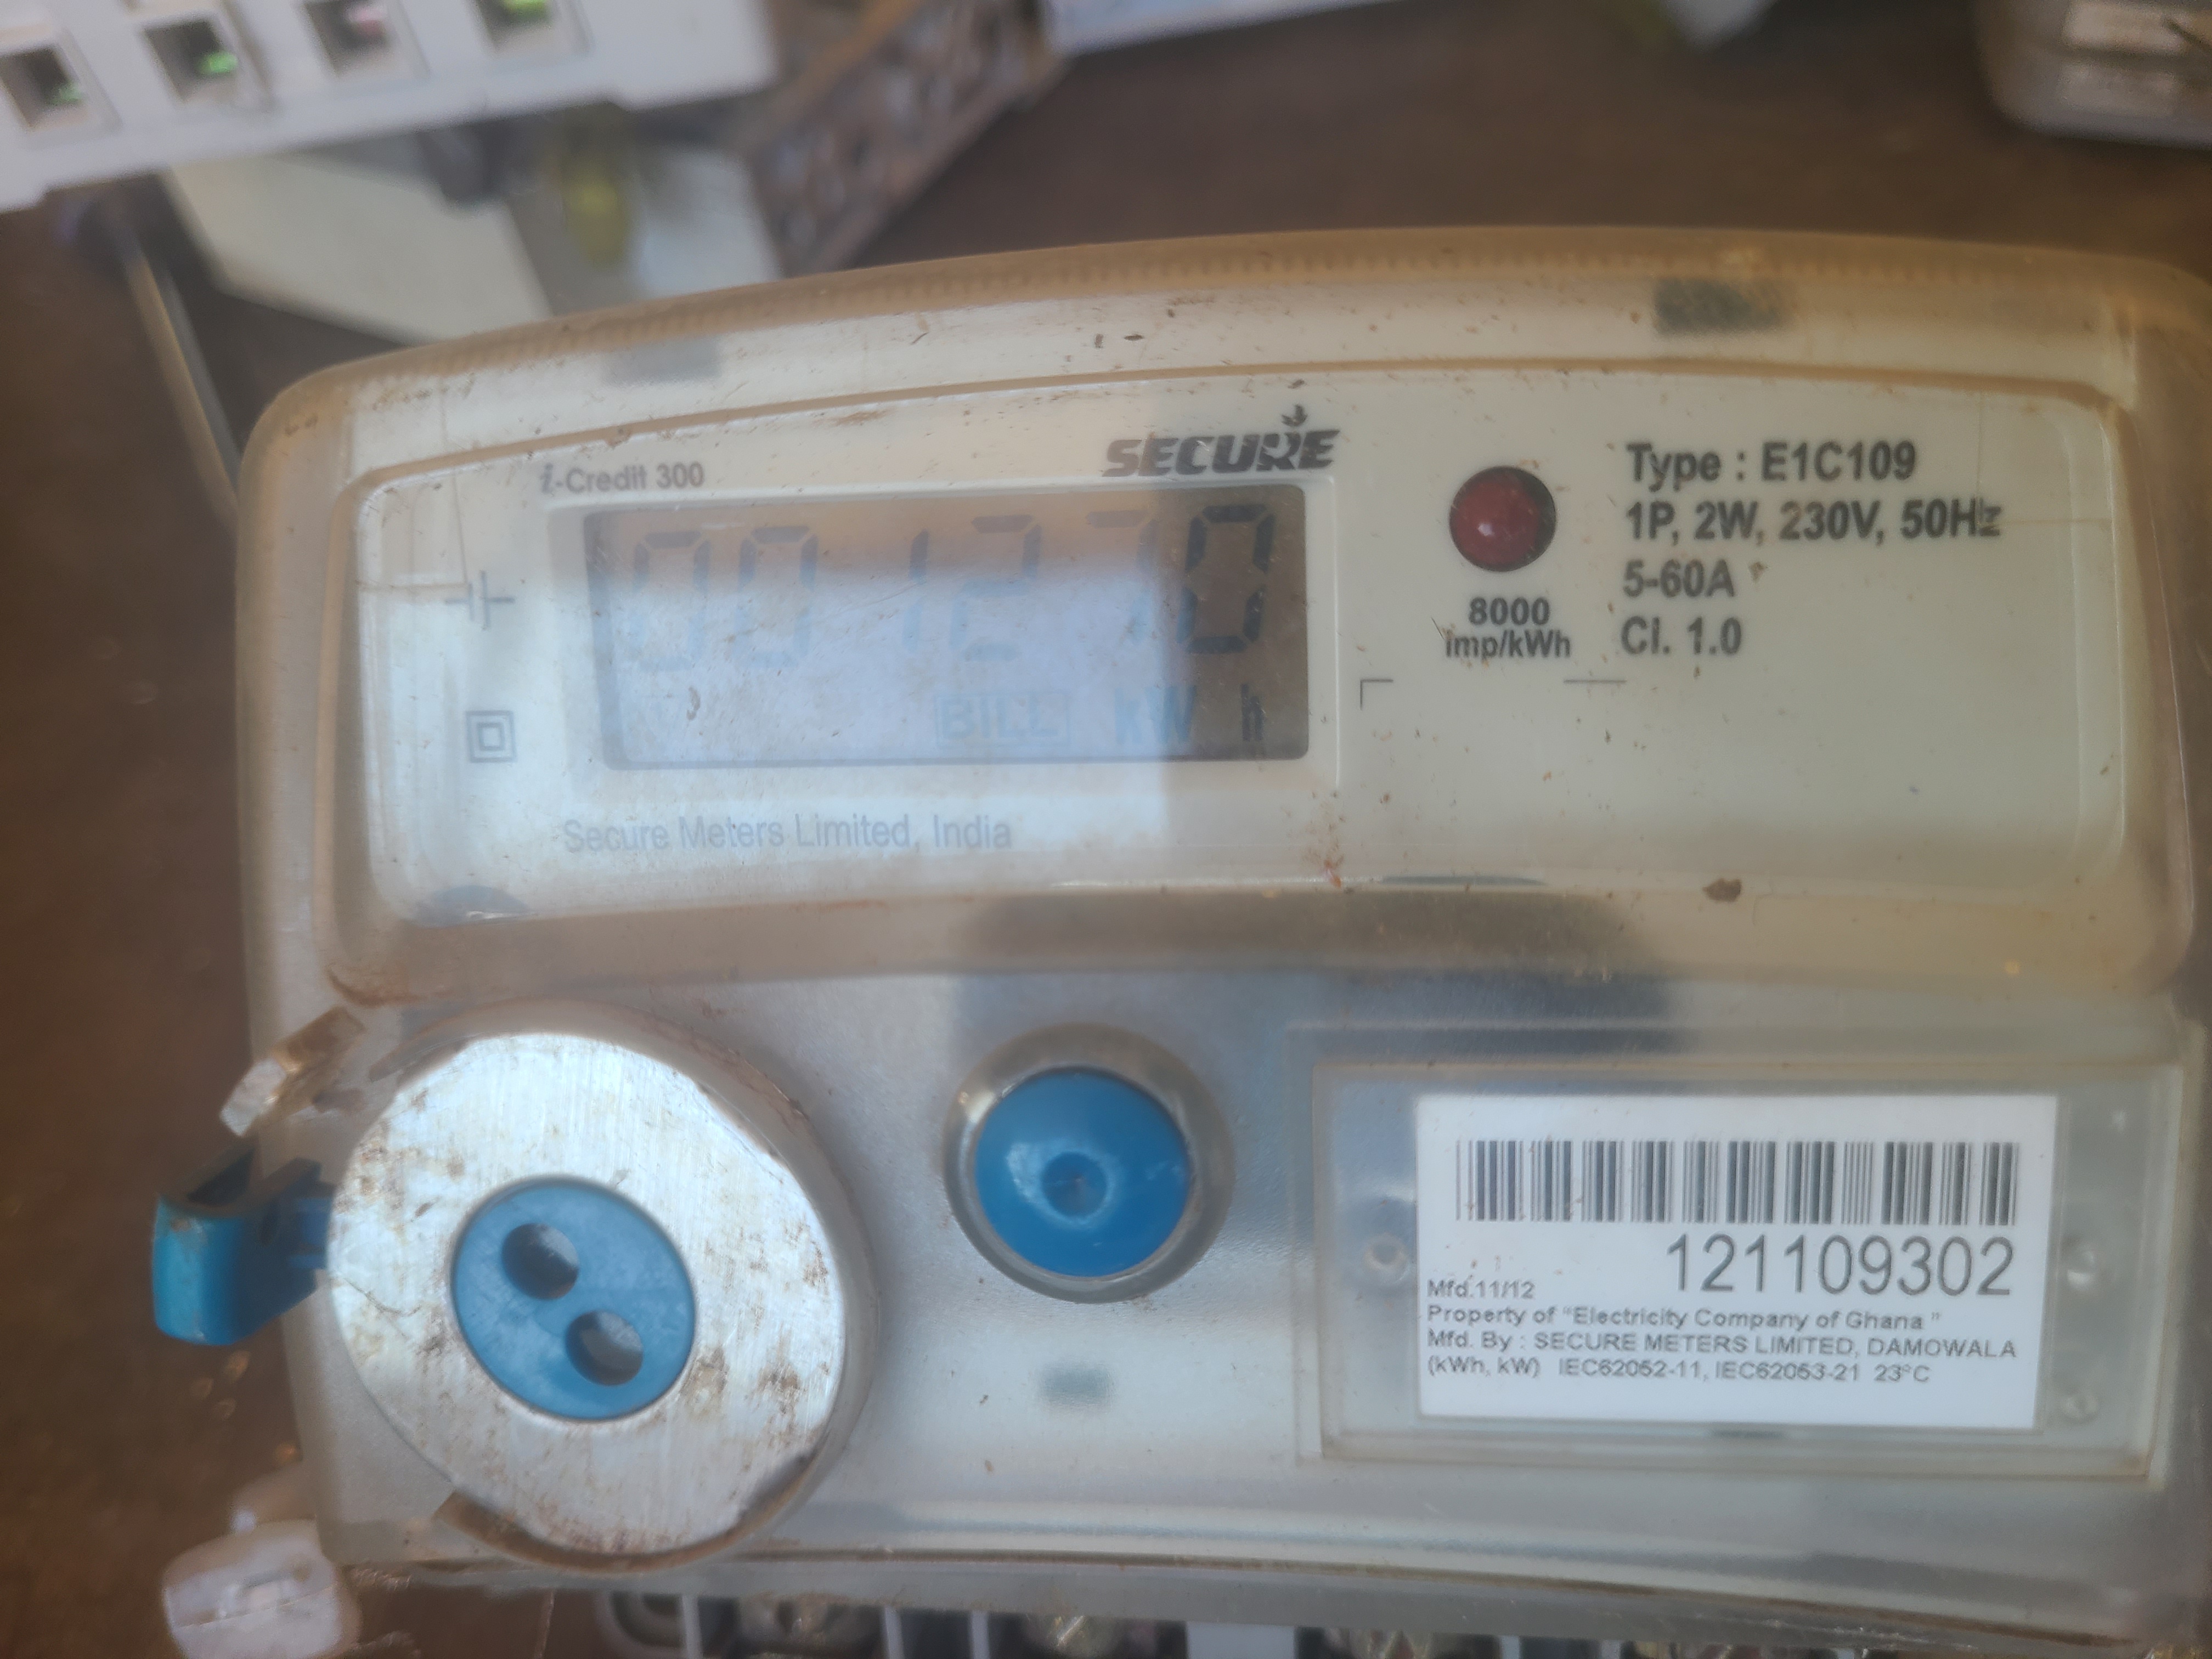 i-Credit 300
SECURE
001270
BILL kW h
Secure Meters Limited, India
8000
imp/kWh
Type : E1C109
1P, 2W, 230V, 50Hz
5-60A
Cl. 1.0
121109302
Mfd.11/12
Property of “Electricity Company of Ghana ”
Mfd. By : SECURE METERS LIMITED, DAMOWALA
(kWh, kW) IEC62052-11, IEC62053-21 23°C